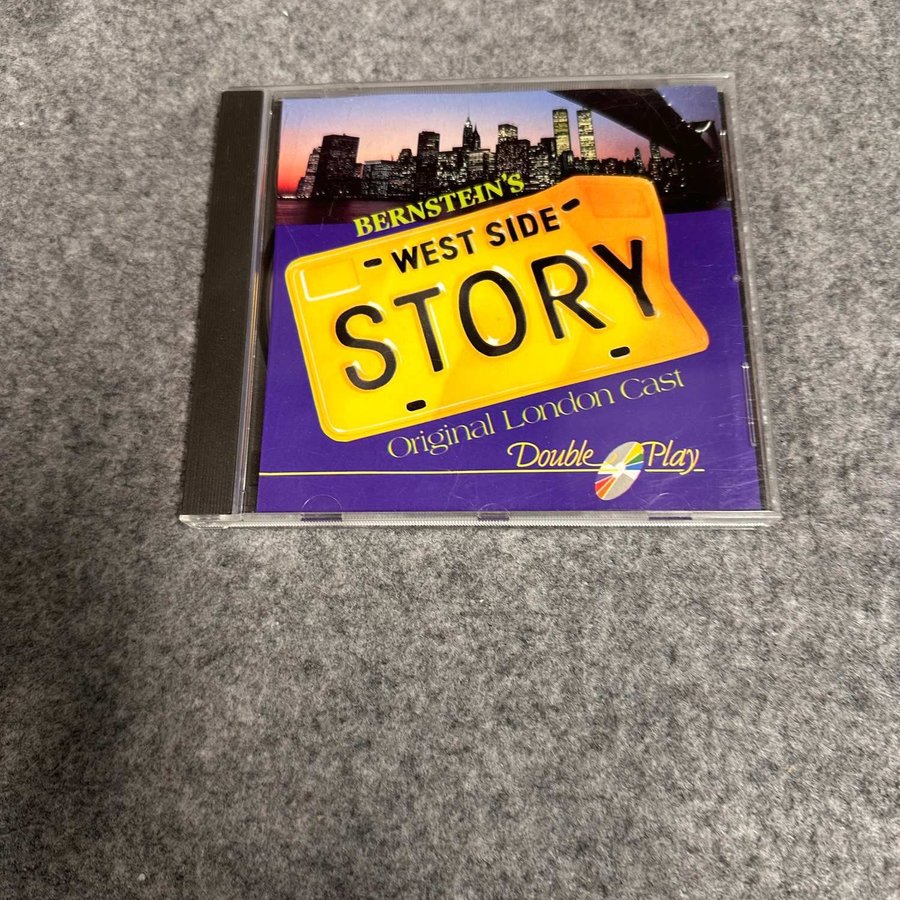 BERNSTEIN'S
WEST SIDE
STORY
Original London Cast
Double Play